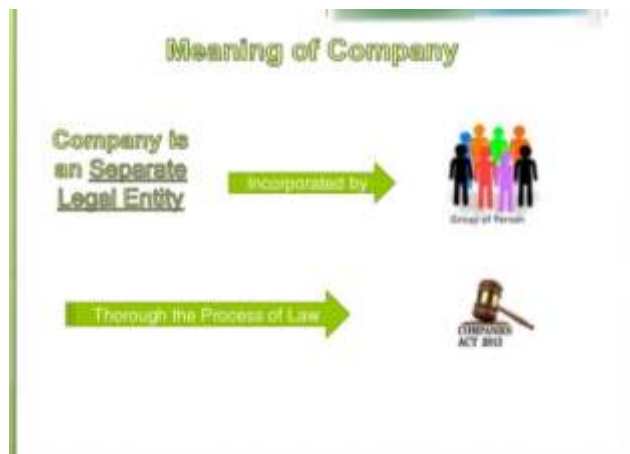 Meaning of Company
Company is
an Separate
Legal Entity
Incorporated by
Group of Person
Thorough the Process of Law
COMPANIES
ACT 2013